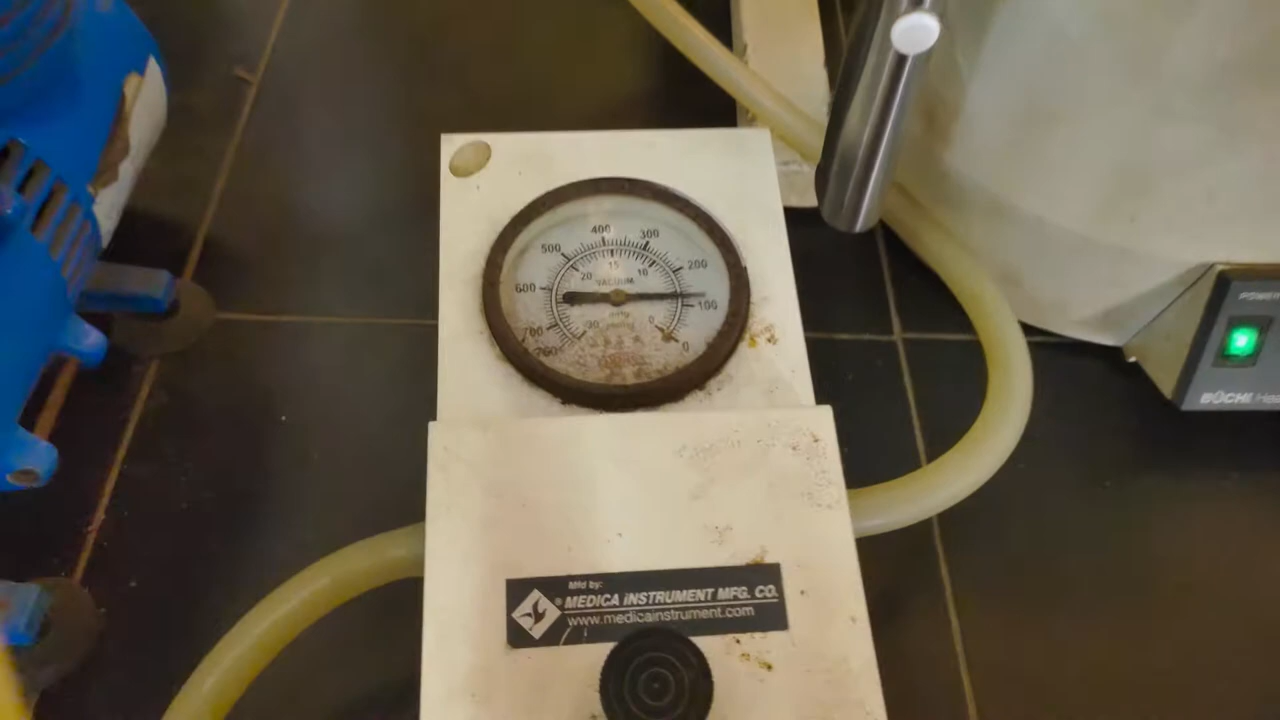 400
500
300
15
20
10
200
VACUUM
600
100
700
30
0
760
0
POWER
BÜCHI
Mfd by:
® MEDICA INSTRUMENT MFG. CO.
www.medicainstrument.com